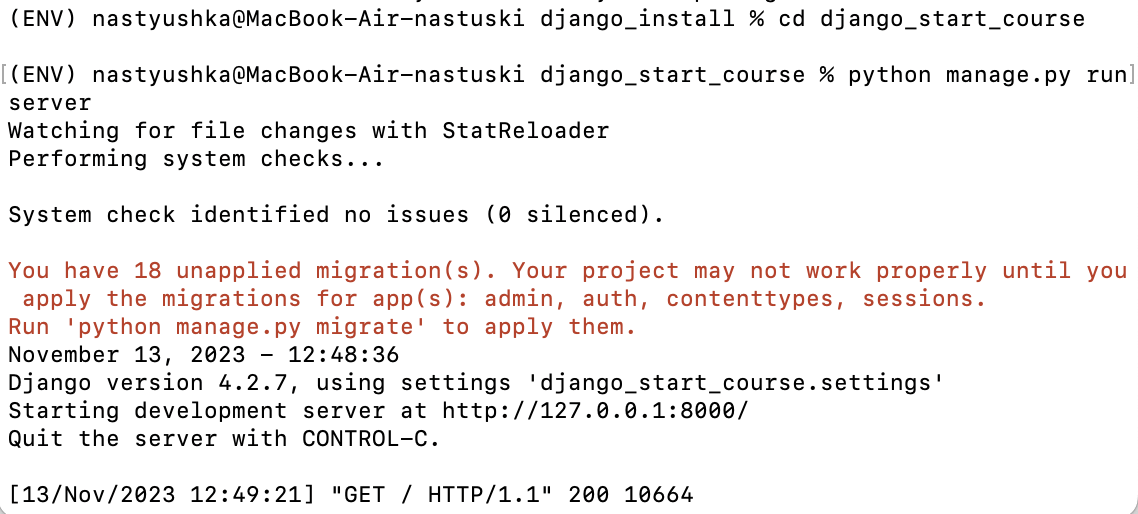 (ENV) nastyushka@MacBook-Air-nastuski django_install % cd django_start_course
[(ENV) nastyushka@MacBook-Air-nastuski django_start_course % python manage.py run]
server
Watching for file changes with StatReloader
Performing system checks...
System check identified no issues (0 silenced).
You have 18 unapplied migration(s). Your project may not work properly until you
apply the migrations for app(s): admin, auth, contenttypes, sessions.
Run 'python manage.py migrate' to apply them.
November 13, 2023 - 12:48:36
Django version 4.2.7, using settings 'django_start_course.settings'
Starting development server at http://127.0.0.1:8000/
Quit the server with CONTROL-C.
[13/Nov/2023 12:49:21] "GET / HTTP/1.1" 200 10664